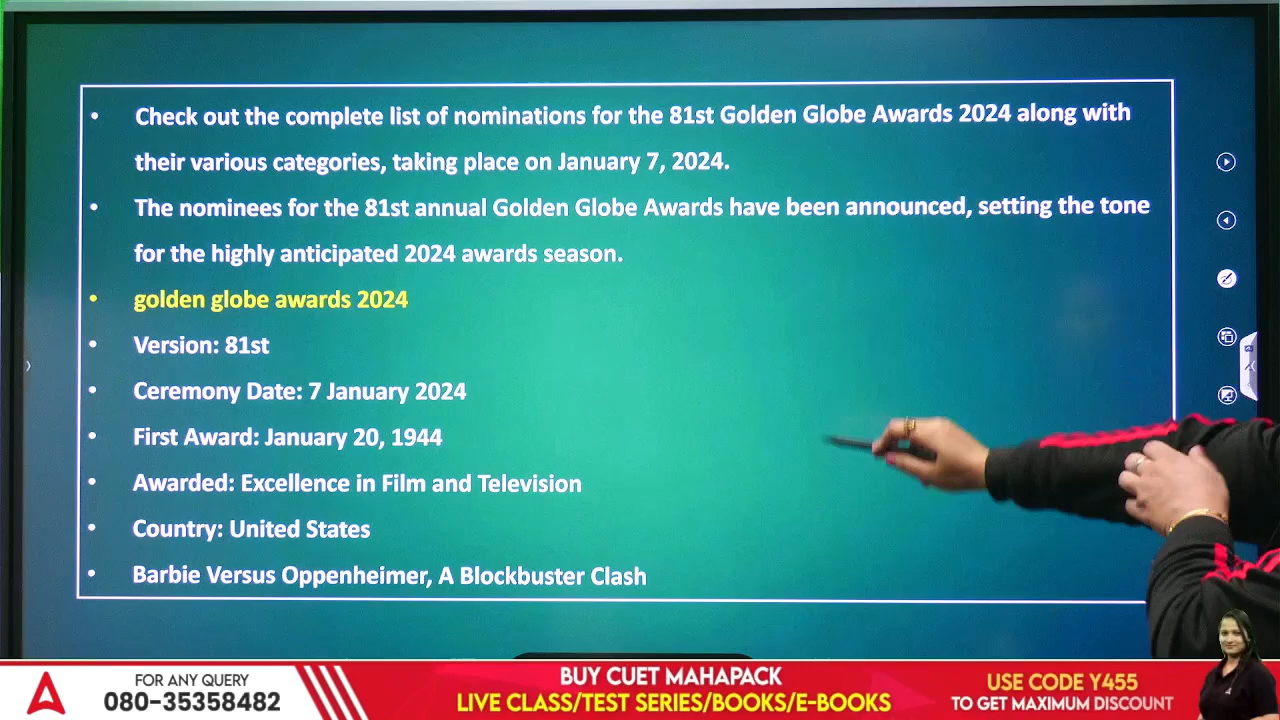 • Check out the complete list of nominations for the 81st Golden Globe Awards 2024 along with
their various categories, taking place on January 7, 2024.
• The nominees for the 81st annual Golden Globe Awards have been announced, setting the tone
for the highly anticipated 2024 awards season.
• golden globe awards 2024
• Version: 81st
• Ceremony Date: 7 January 2024
• First Award: January 20, 1944
• Awarded: Excellence in Film and Television
• Country: United States
• Barbie Versus Oppenheimer, A Blockbuster Clash
FOR ANY QUERY
080-35358482
BUY CUET MAHAPACK
LIVE CLASS/TEST SERIES/BOOKS/E-BOOKS
USE CODE Y455
TO GET MAXIMUM DISCOUNT